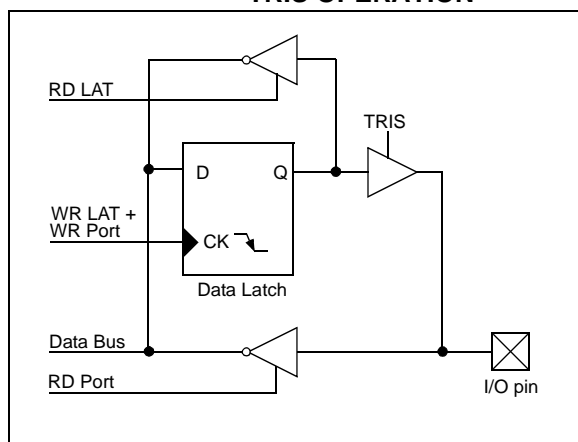 TRIS OPERATION
RD LAT
TRIS
D
Q
WR LAT +
WR Port
CK
Data Latch
Data Bus
RD Port
I/O pin